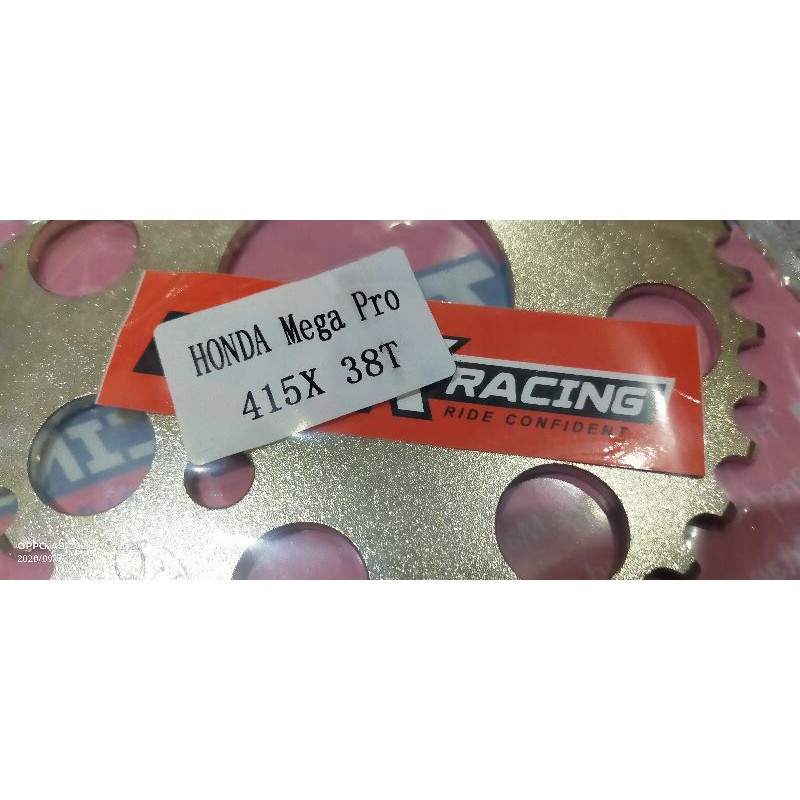 HONDA Mega Pro
415X 38T
RACING
RIDE CONFIDENT